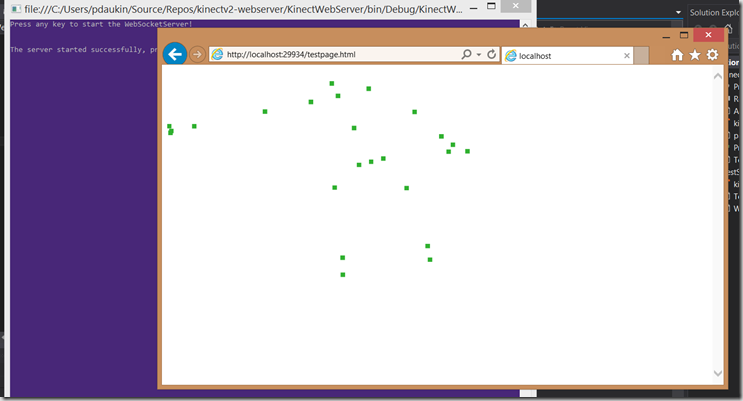 file:///C:/Users/pdaukin/Source/Repos/kinectv2-webserver/KinectWebServer/bin/Debug/KinectW...
Solution Explo
Press any key to start the WebSocketServer!
The server started successfully, pr
http://localhost:29934/testpage.html
localhost